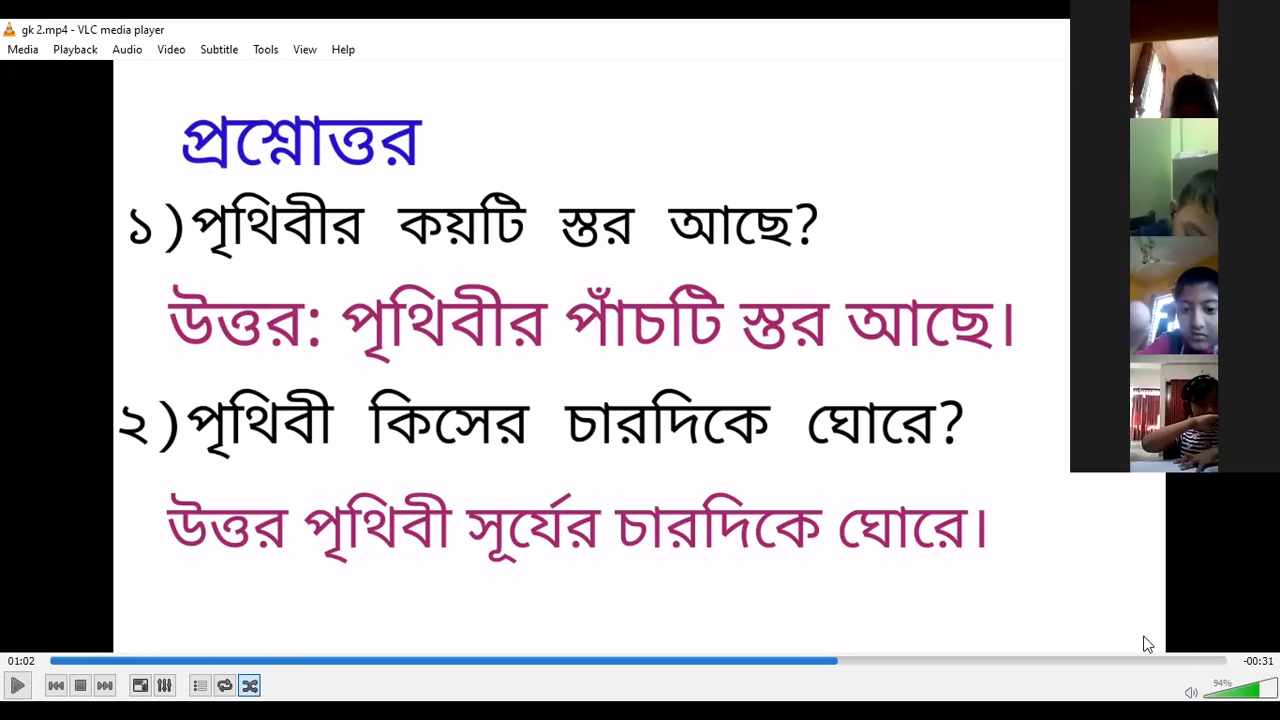 gk 2.mp4 - VLC media player
Media Playback Audio Video Subtitle Tools View Help
প্রশ্নোত্তর
১)পৃথিবীর কয়টি স্তর আছে?
উত্তর: পৃথিবীর পাঁচটি স্তর আছে।
২)পৃথিবী কিসের চারদিকে ঘোরে?
উত্তর পৃথিবী সূর্যের চারদিকে ঘোরে।
01:02 -00:31
94%